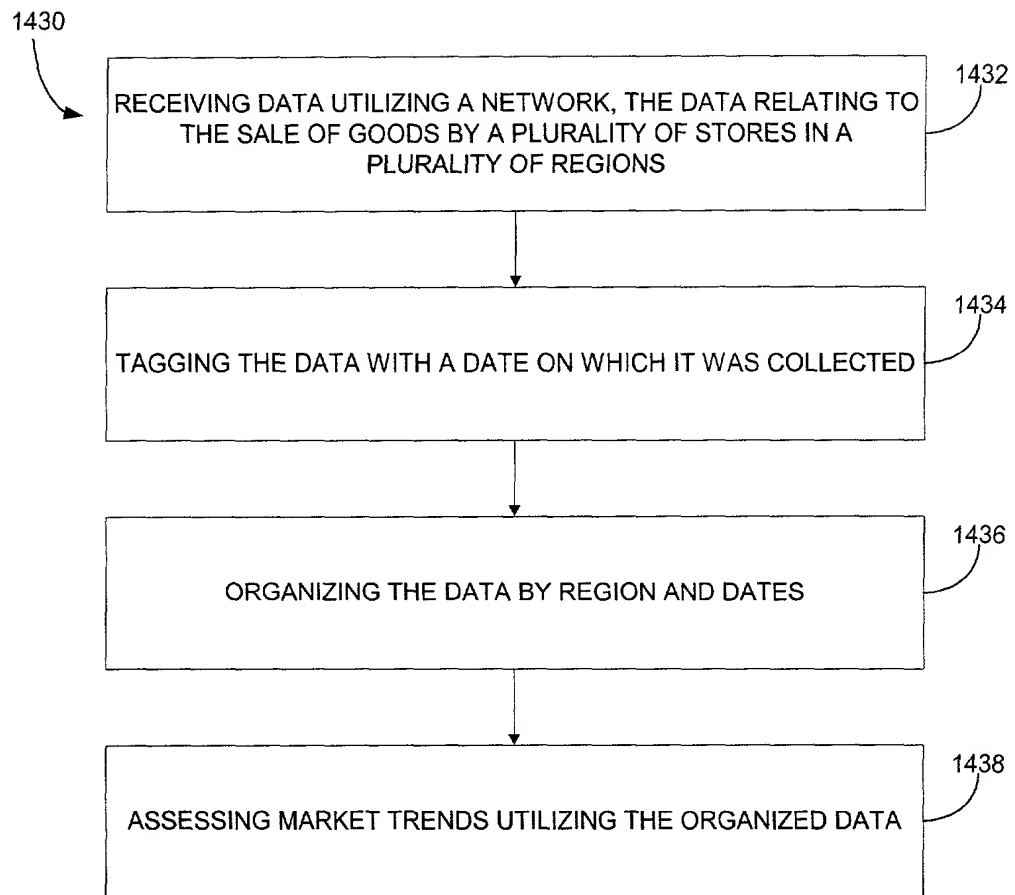 1430
1432
RECEIVING DATA UTILIZING A NETWORK, THE DATA RELATING TO
THE SALE OF GOODS BY A PLURALITY OF STORES IN A
PLURALITY OF REGIONS
1434
TAGGING THE DATA WITH A DATE ON WHICH IT WAS COLLECTED
1436
ORGANIZING THE DATA BY REGION AND DATES
1438
ASSESSING MARKET TRENDS UTILIZING THE ORGANIZED DATA